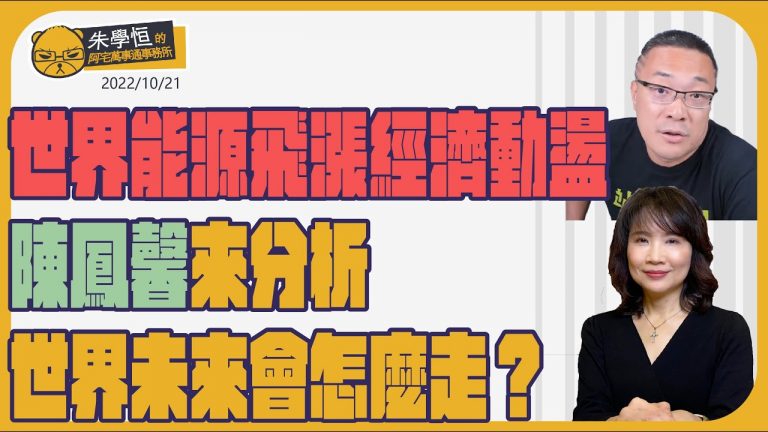 朱學恒的
阿宅萬事通事務所
2022/10/21
世界能源飛漲經濟動盪
陳鳳馨來分析
世界未來會怎麼走？